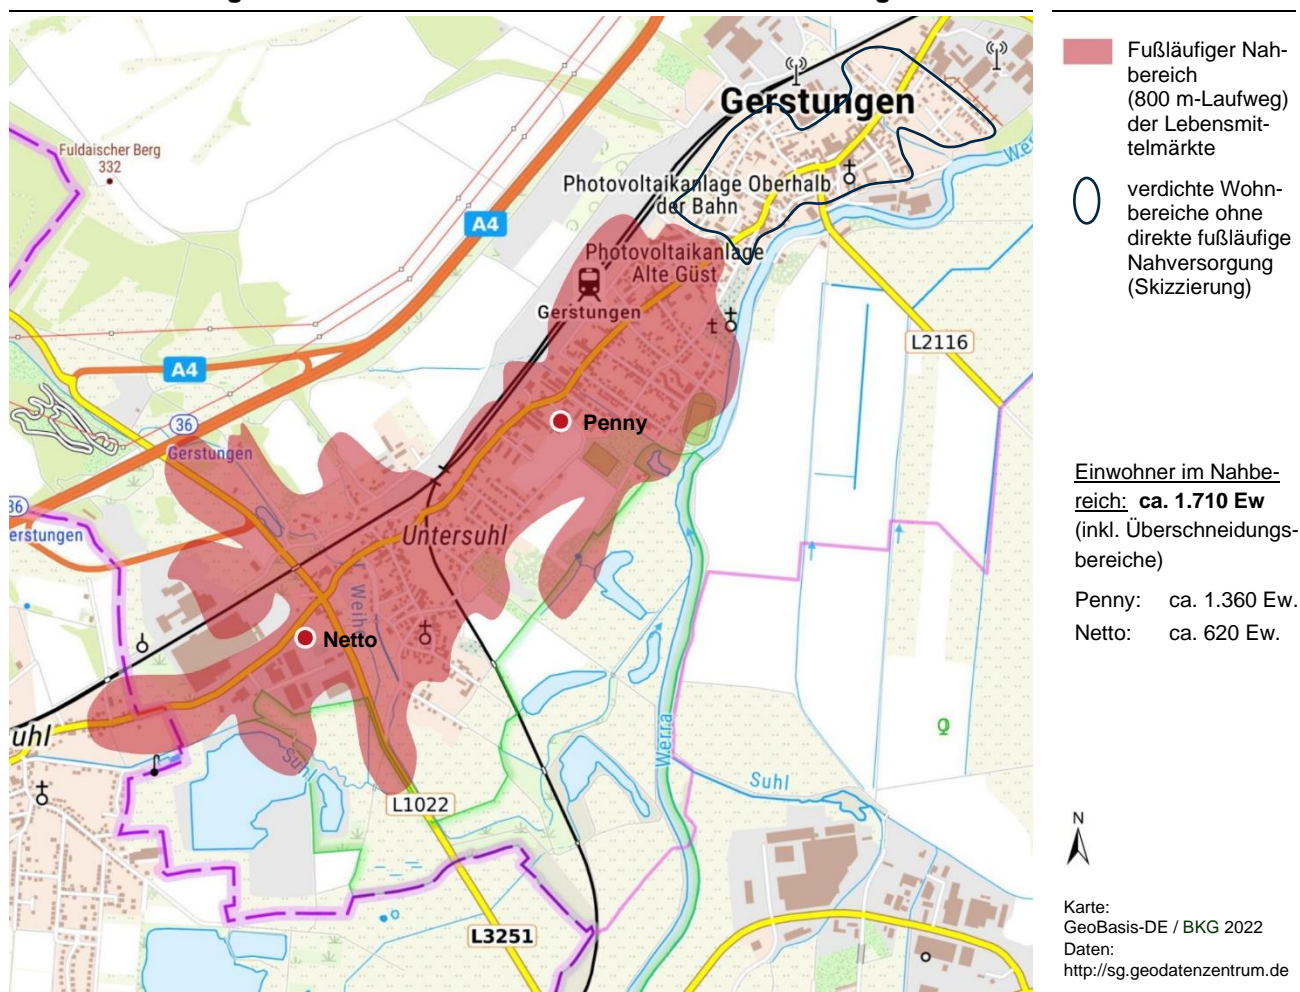 Gerstungen
Fuldaischer Berg
332
Photovoltaikanlage Oberhalb
der Bahn
A4
Photovoltaikanlage
Alte Güst
Gerstungen
L2116
A4
36
Gerstungen
Penny
36
erstungen
Untersuhl
Weih
Netto
uhl
Suhl
Werra
Suhl
L1022
L3251
We
Fußläufiger Nah-
bereich
(800 m-Laufweg)
der Lebensmit-
telmärkte
verdichte Wohn-
bereiche ohne
direkte fußläufige
Nahversorgung
(Skizzierung)
Einwohner im Nahbe-
reich: ca. 1.710 Ew
(inkl. Überschneidungs-
bereiche)
Penny: ca. 1.360 Ew.
Netto: ca. 620 Ew.
N
Karte:
GeoBasis-DE / BKG 2022
Daten:
http://sg.geodatenzentrum.de